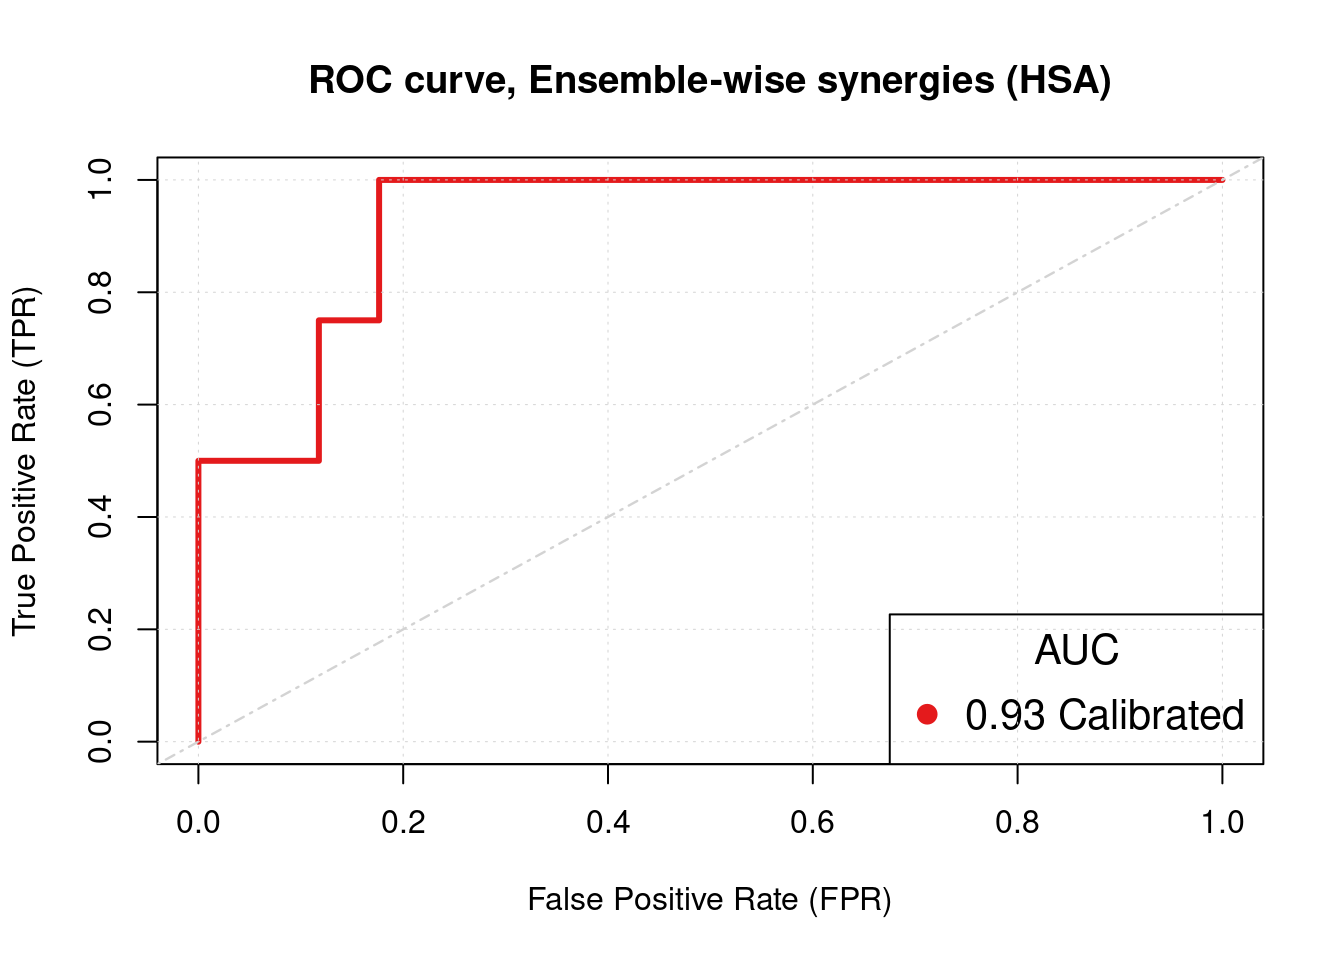 ROC curve, Ensemble-wise synergies (HSA)
True Positive Rate (TPR)
1.0
0.8
0.6
0.4
0.2
0.0
AUC
0.93 Calibrated
0.0 0.2 0.4 0.6 0.8 1.0
False Positive Rate (FPR)